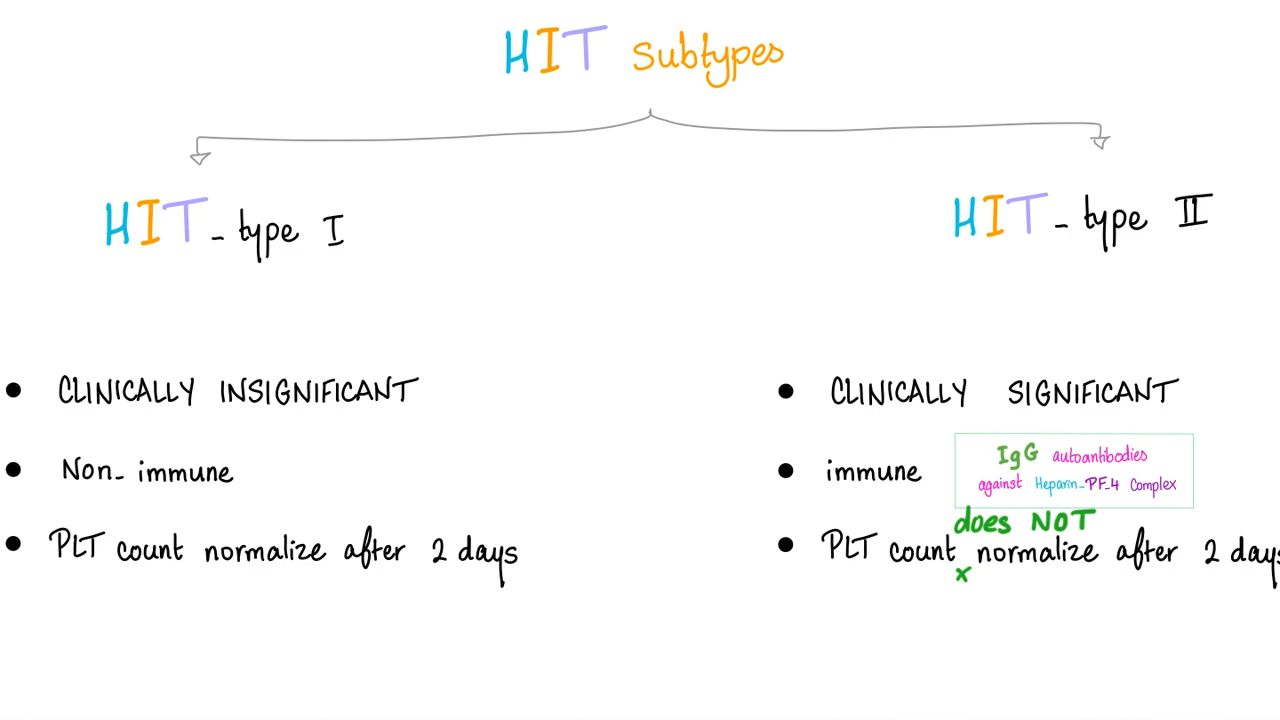 HIT Subtypes
HIT - type I
HIT - type II
• CLINICALLY INSIGNIFICANT
• Non-immune
• PLT count normalize after 2 days
• CLINICALLY SIGNIFICANT
• immune
IgG autoantibodies
against Heparin-PF-4 Complex
does NOT
• PLT count x normalize after 2 days